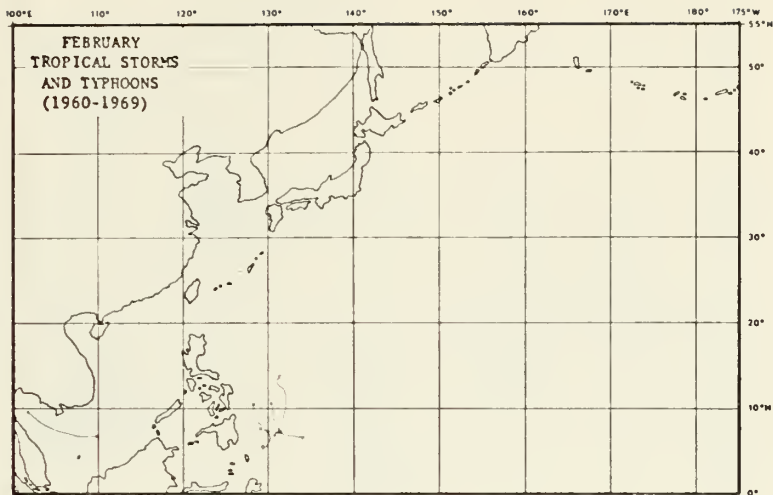 100°E 110° 120° 130° 140° 150° 160° 170°E 180° 175°W
55°N
FEBRUARY
TROPICAL STORMS
AND TYPHOONS
(1960-1969)
50°
40°
30°
20°
10°N
0°